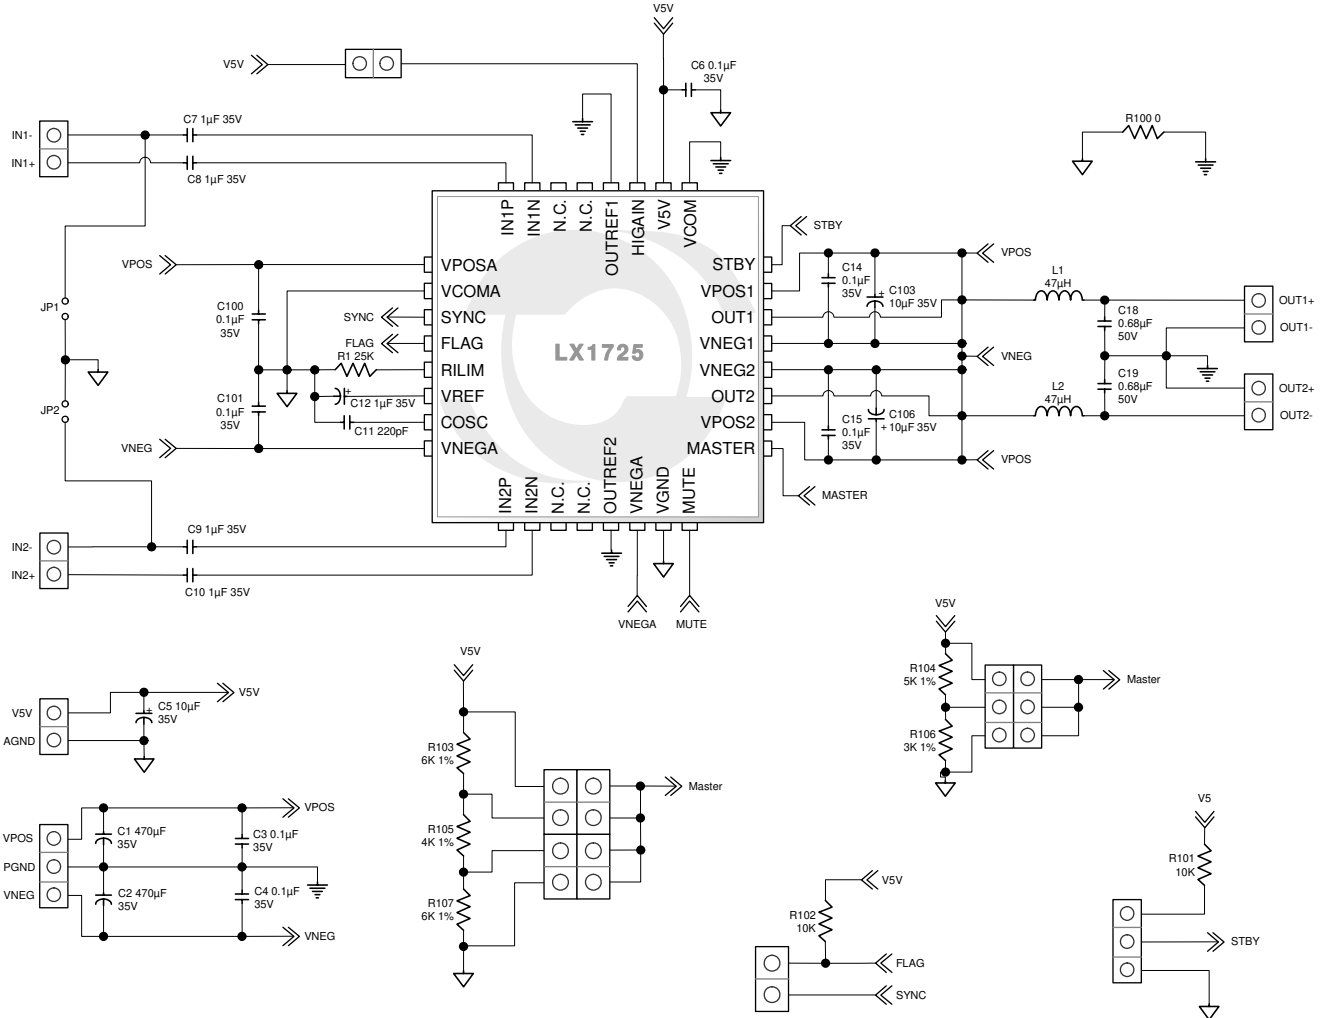 V5V
V5V
C6 0.1µF
35V
IN1-
IN1+
C7 1µF 35V
C8 1µF 35V
R100 0
IN1P
IN1N
N.C.
N.C.
OUTREF1
HIGAIN
V5V
VCOM
VPOS
VPOSA
VCOMA
SYNC
FLAG
RILIM
VREF
COSC
VNEGA
LX1725
STBY
VPOS1
OUT1
VNEG1
VNEG2
OUT2
VPOS2
MASTER
IN2P
IN2N
N.C.
N.C.
OUTREF2
VNEGA
VGND
MUTE
C100
0.1µF
35V
SYNC
FLAG
R1 25K
C12 1µF 35V
C11 220pF
C101
0.1µF
35V
VNEG
JP1
JP2
STBY
VPOS
C14
0.1µF
35V
+
C103
10µF 35V
VNEG
C15
0.1µF
35V
C106
+ 10µF 35V
VPOS
MASTER
L1
47µH
C18
0.68µF
50V
C19
0.68µF
50V
L2
47µH
OUT1+
OUT1-
OUT2+
OUT2-
IN2-
IN2+
C9 1µF 35V
C10 1µF 35V
VNEGA
MUTE
V5V
AGND
V5V
+
C5 10µF
35V
VPOS
PGND
VNEG
C1 470µF
35V
C2 470µF
35V
C3 0.1µF
35V
C4 0.1µF
35V
VPOS
VNEG
V5V
R103
6K 1%
R105
4K 1%
R107
6K 1%
Master
V5V
R104
5K 1%
R106
3K 1%
Master
V5V
R102
10K
FLAG
SYNC
V5
R101
10K
STBY